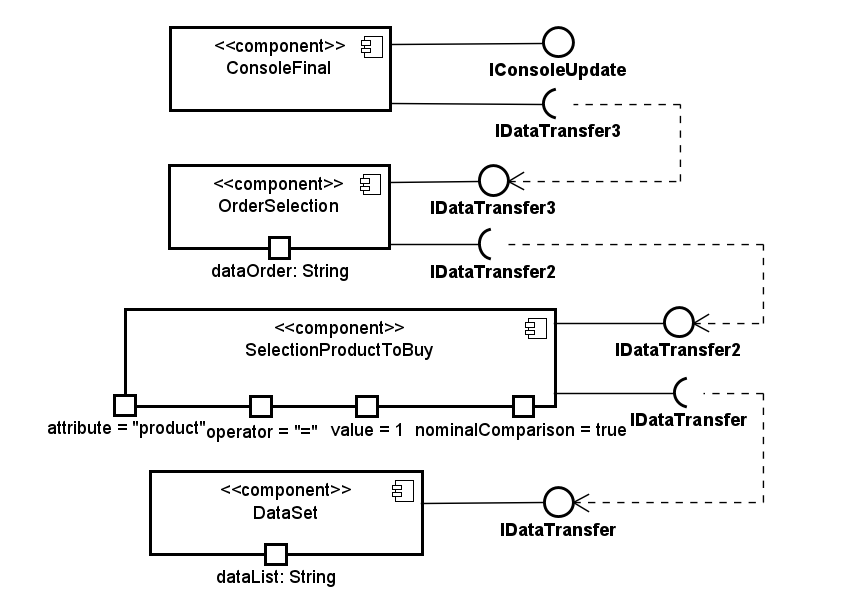 <<component>>
ConsoleFinal
IConsoleUpdate
IDataTransfer3
<<component>>
OrderSelection
IDataTransfer3
dataOrder: String
IDataTransfer2
<<component>>
SelectionProductToBuy
IDataTransfer2
attribute = "product"
operator = "="
value = 1
nominalComparison = true
IDataTransfer
<<component>>
DataSet
IDataTransfer
dataList: String